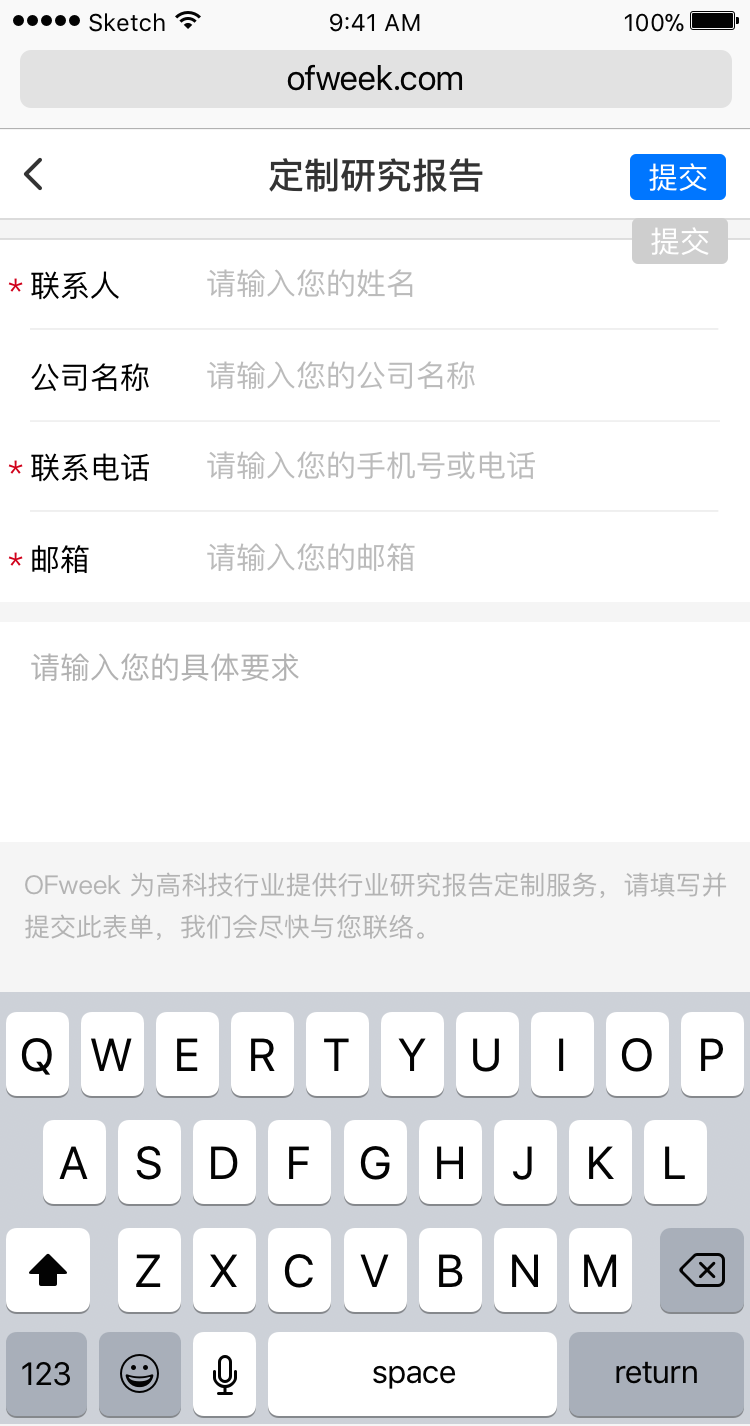 Sketch 9:41 AM 100%
ofweek.com
定制研究报告 提交
提交
* 联系人 请输入您的姓名
公司名称 请输入您的公司名称
* 联系电话 请输入您的手机号或电话
* 邮箱 请输入您的邮箱
请输入您的具体要求
OFweek 为高科技行业提供行业研究报告定制服务，请填写并
提交此表单，我们会尽快与您联络。
Q W E R T Y U I O P
A S D F G H J K L
Z X C V B N M
123 space return